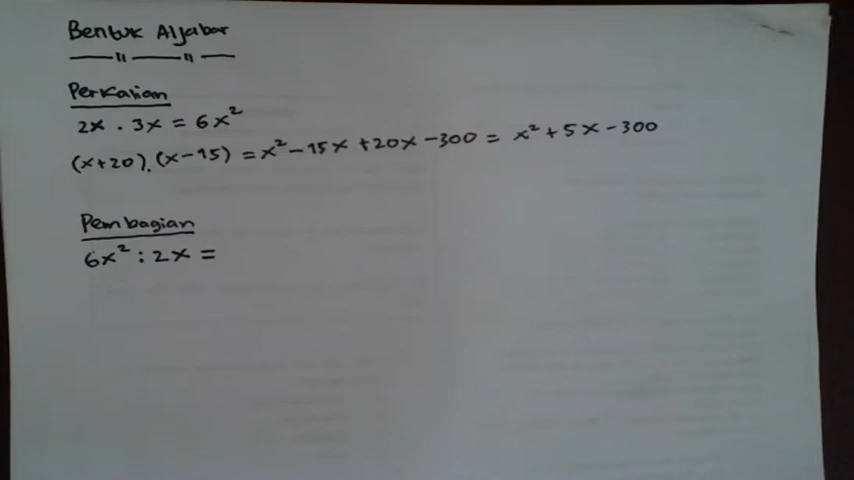 Bentuk Aljabar
Perkalian
2x . 3x = 6x²
(x+20).(x-15) = x² - 15x + 20x - 300 = x² + 5x - 300
Pembagian
6x² : 2x =